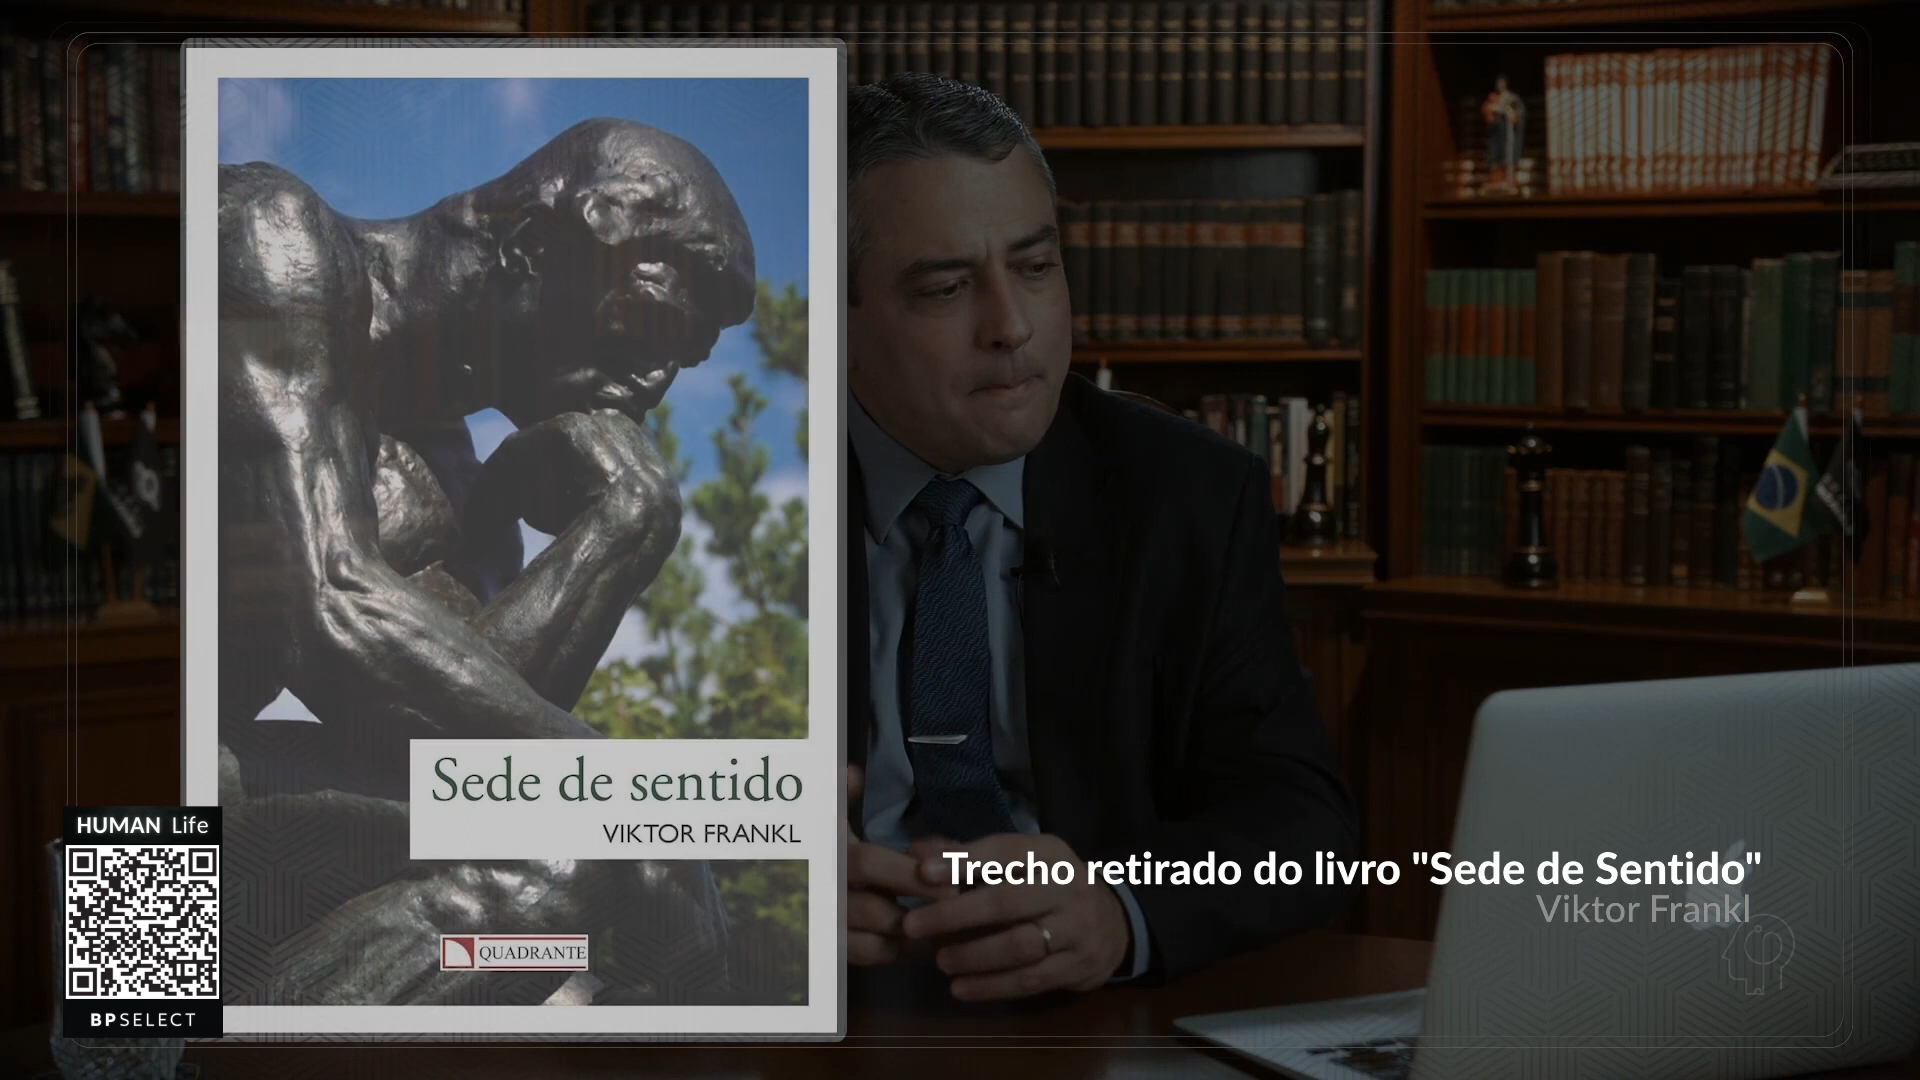 Sede de sentido
VIKTOR FRANKL
QUADRANTE
HUMAN Life
BPSELECT
Trecho retirado do livro "Sede de Sentido"
Viktor Frankl